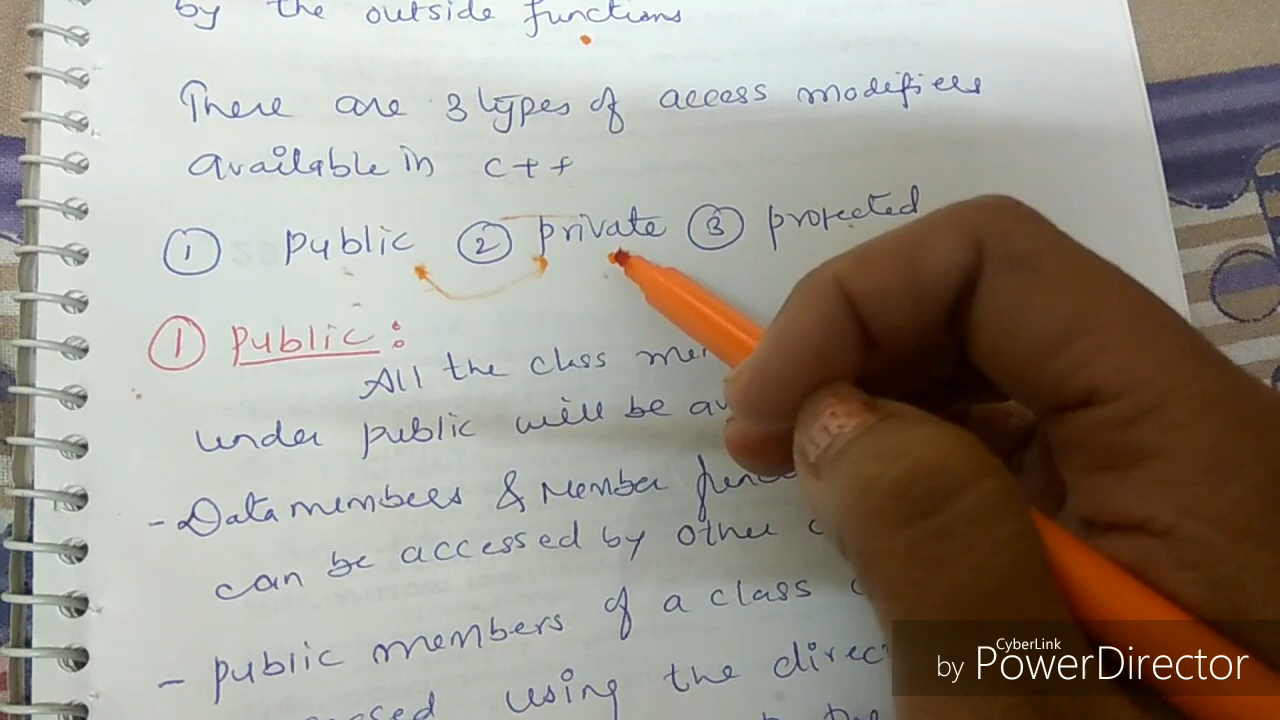 by the outside functions
There are 3 types of access modifiers
available in c++
① public ② private ③ protected
① public:
All the class
under public will be
- Data members & Member
can be accessed by other
- public members of a class
using the
by CyberLink PowerDirector